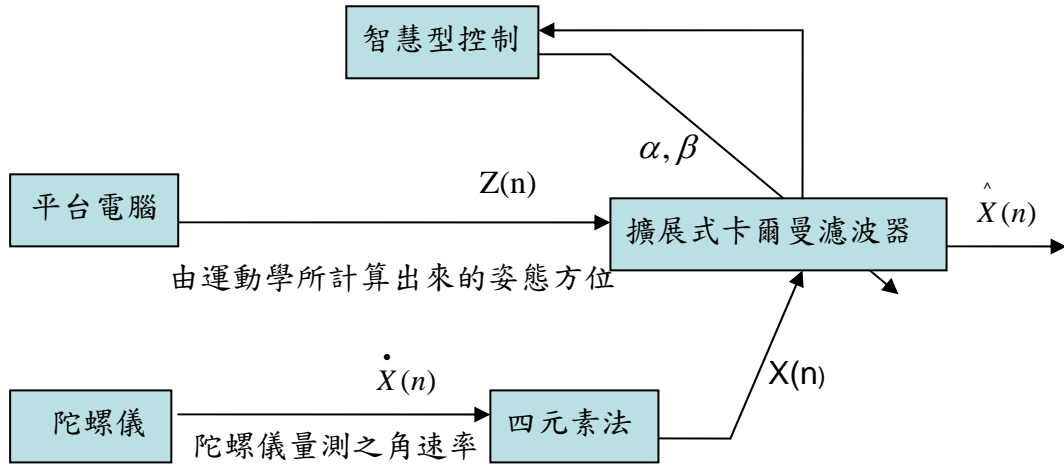 智慧型控制
α, β
Z(n)
平台電腦
擴展式卡爾曼濾波器
X̂(n)
由運動學所計算出來的姿態方位
Ẋ(n)
X(n)
陀螺儀
四元素法
陀螺儀量測之角速率